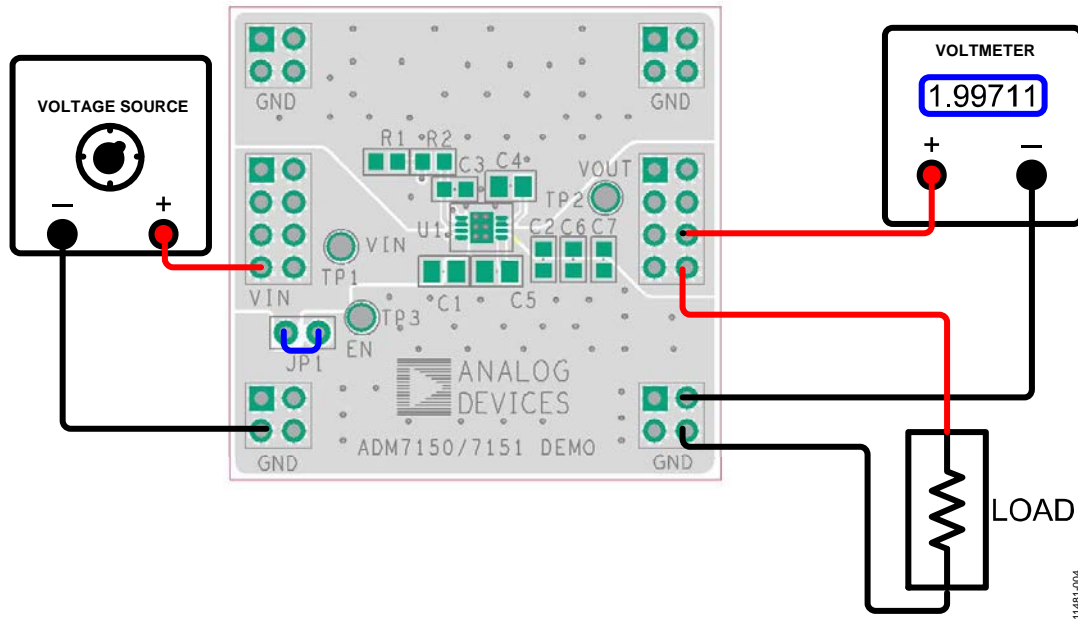 VOLTAGE SOURCE
–
+
GND
GND
R1
R2
C3
C4
VOUT
TP2
U1
C2
C6
C7
VIN
TP1
VIN
C1
C5
TP3
EN
JP1
ANALOG
DEVICES
ADM7150/7151 DEMO
GND
GND
VOLTMETER
1.99711
+
–
LOAD
11481-004